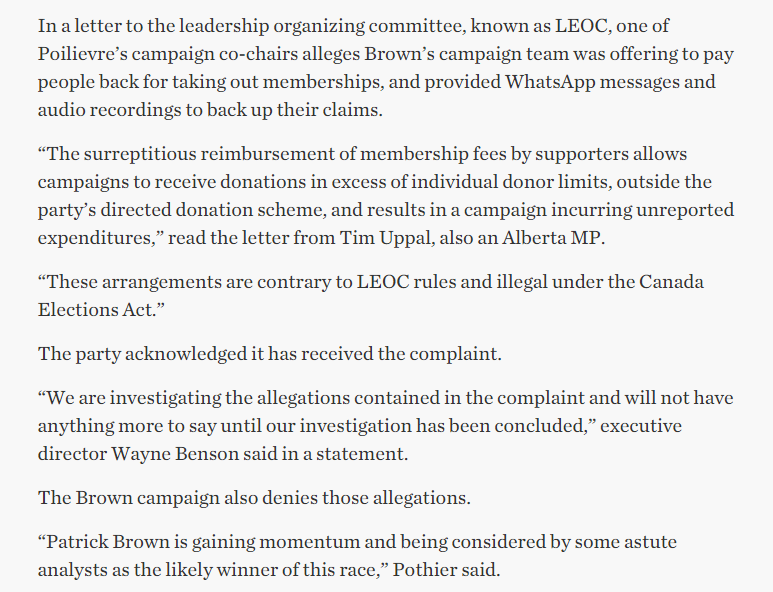 In a letter to the leadership organizing committee, known as LEOC, one of
Poilievre’s campaign co-chairs alleges Brown’s campaign team was offering to pay
people back for taking out memberships, and provided WhatsApp messages and
audio recordings to back up their claims.
“The surreptitious reimbursement of membership fees by supporters allows
campaigns to receive donations in excess of individual donor limits, outside the
party’s directed donation scheme, and results in a campaign incurring unreported
expenditures,” read the letter from Tim Uppal, also an Alberta MP.
“These arrangements are contrary to LEOC rules and illegal under the Canada
Elections Act.”
The party acknowledged it has received the complaint.
“We are investigating the allegations contained in the complaint and will not have
anything more to say until our investigation has been concluded,” executive
director Wayne Benson said in a statement.
The Brown campaign also denies those allegations.
“Patrick Brown is gaining momentum and being considered by some astute
analysts as the likely winner of this race,” Pothier said.